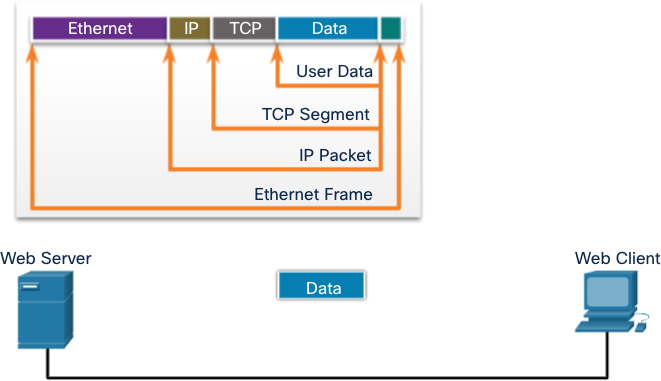 Ethernet IP TCP Data
User Data
TCP Segment
IP Packet
Ethernet Frame
Web Server
Web Client
Data